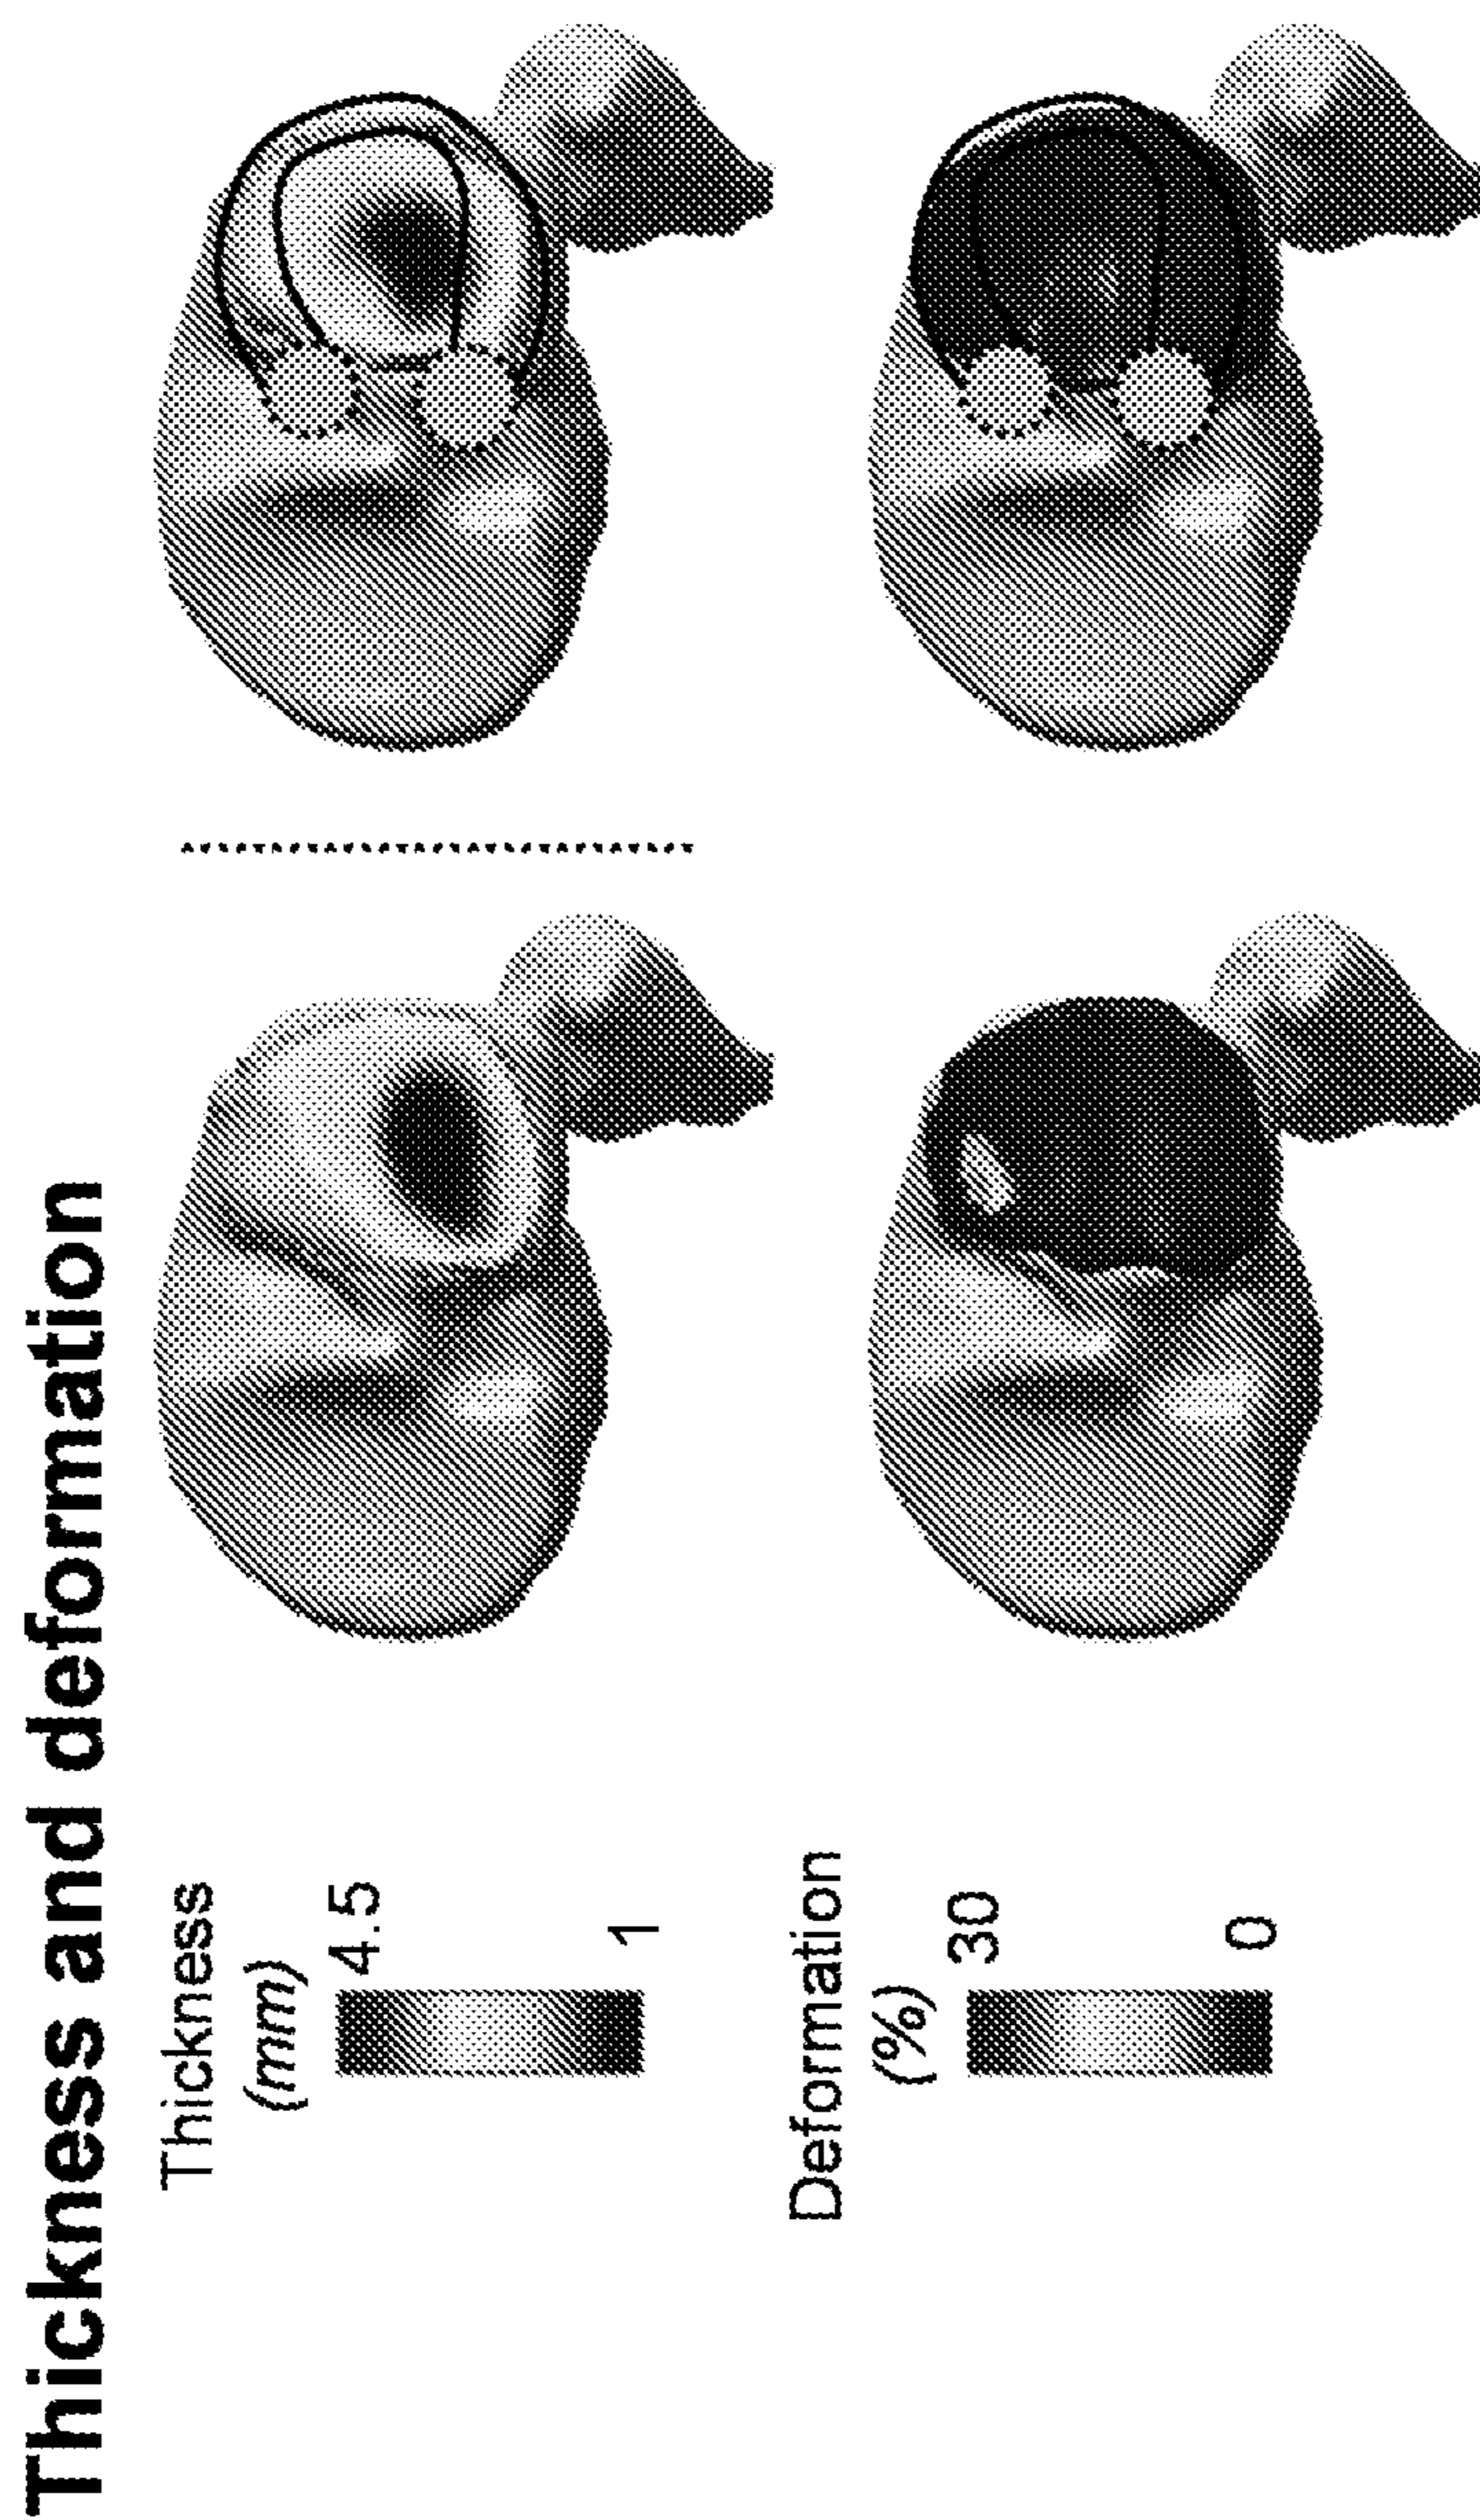 Thickness and deformation
Thickness
(mm)
4.5
1
Deformation
(%)
30
0